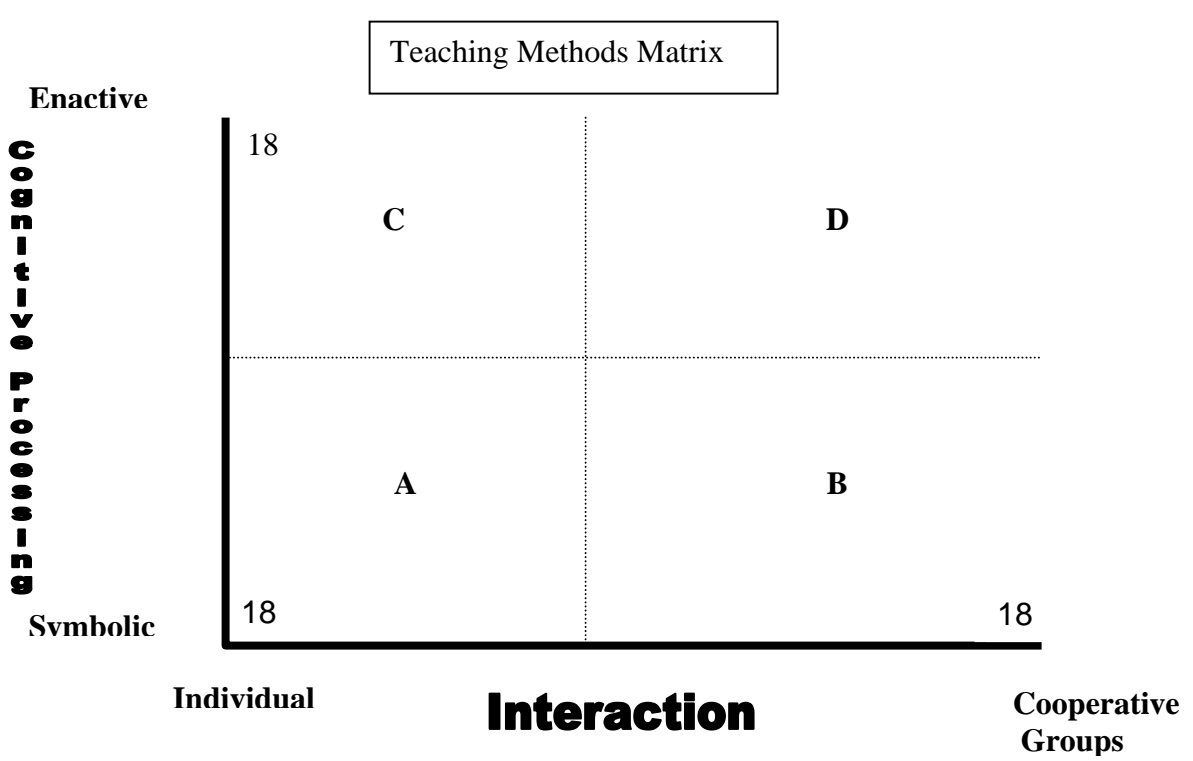 Teaching Methods Matrix
Enactive
CognItIve Processing
18
C
D
A
B
18
18
Symbolic
Individual
Interaction
Cooperative
Groups